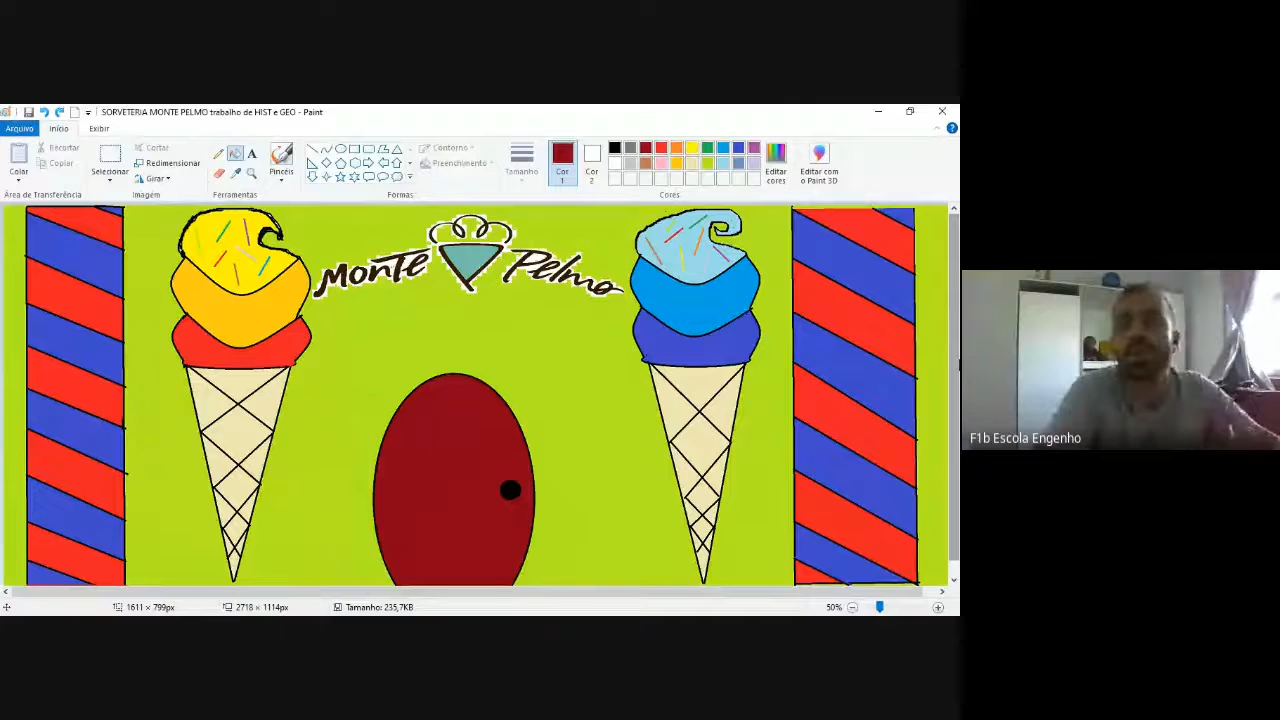 SORVETERIA MONTE PELMO trabalho de HIST e GEO - Paint
Arquivo Início Exibir
Colar
Recortar
Copiar
Área de Transferência
Selecionar
Cortar
Redimensionar
Girar
Imagem
A
Ferramentas
Pincéis
Contorno
Preenchimento
Formas
Tamanho
Cor 1
Cor 2
Editar cores
Editar com o Paint 3D
Cores
Monte Pelmo
F1b Escola Engenho
1611 × 799px
2718 × 1114px
Tamanho: 235,7KB
50%